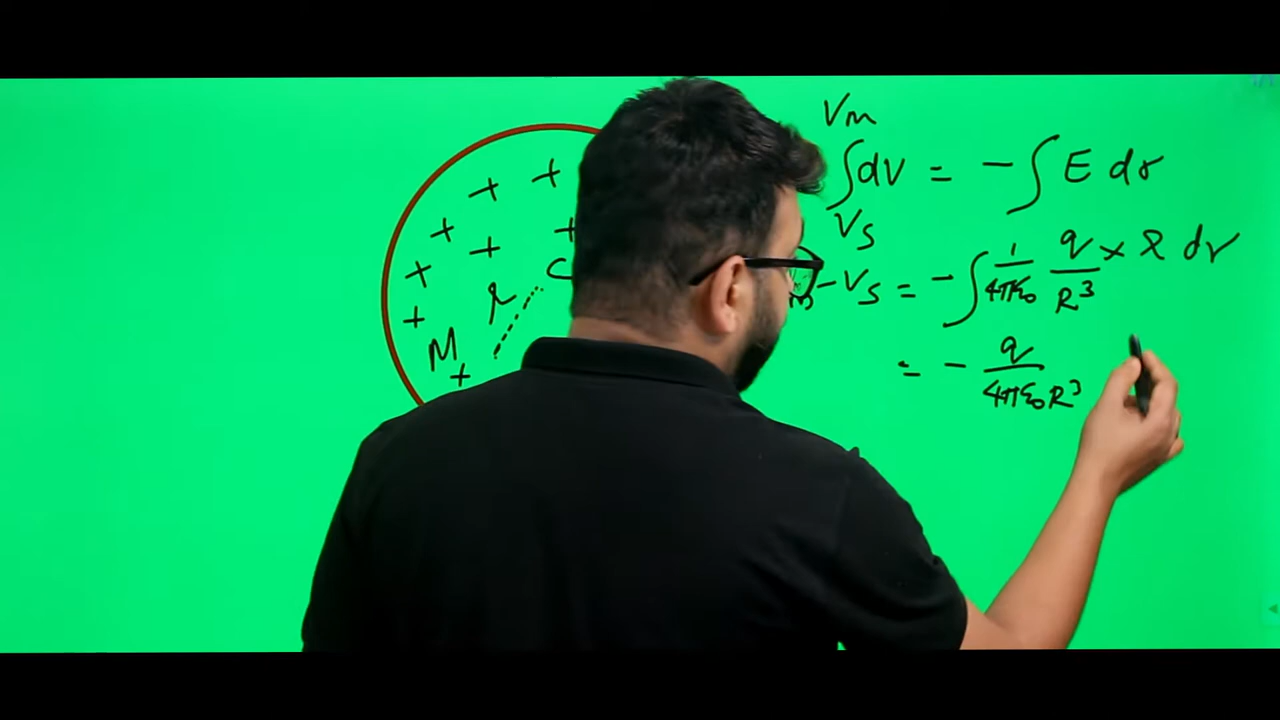 Vm
∫dV = - ∫ E dr
Vs
m - Vs = - ∫ 1/4πε₀ q/R³ × r dr
= - q/4πε₀R³
C
r
M
+ + + + + + + +